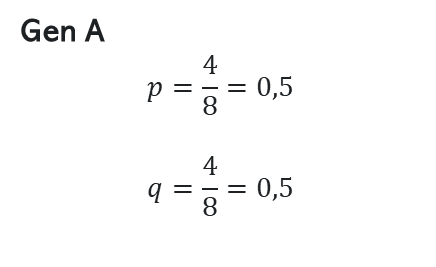 Gen A
p = 4/8 = 0,5
q = 4/8 = 0,5